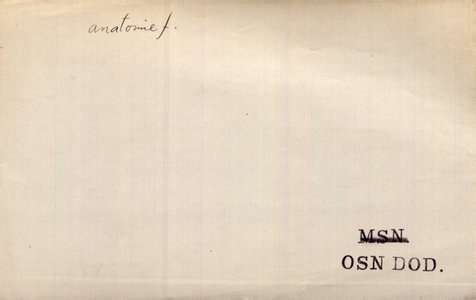 anatomie f.
MSN.
OSN DOD.